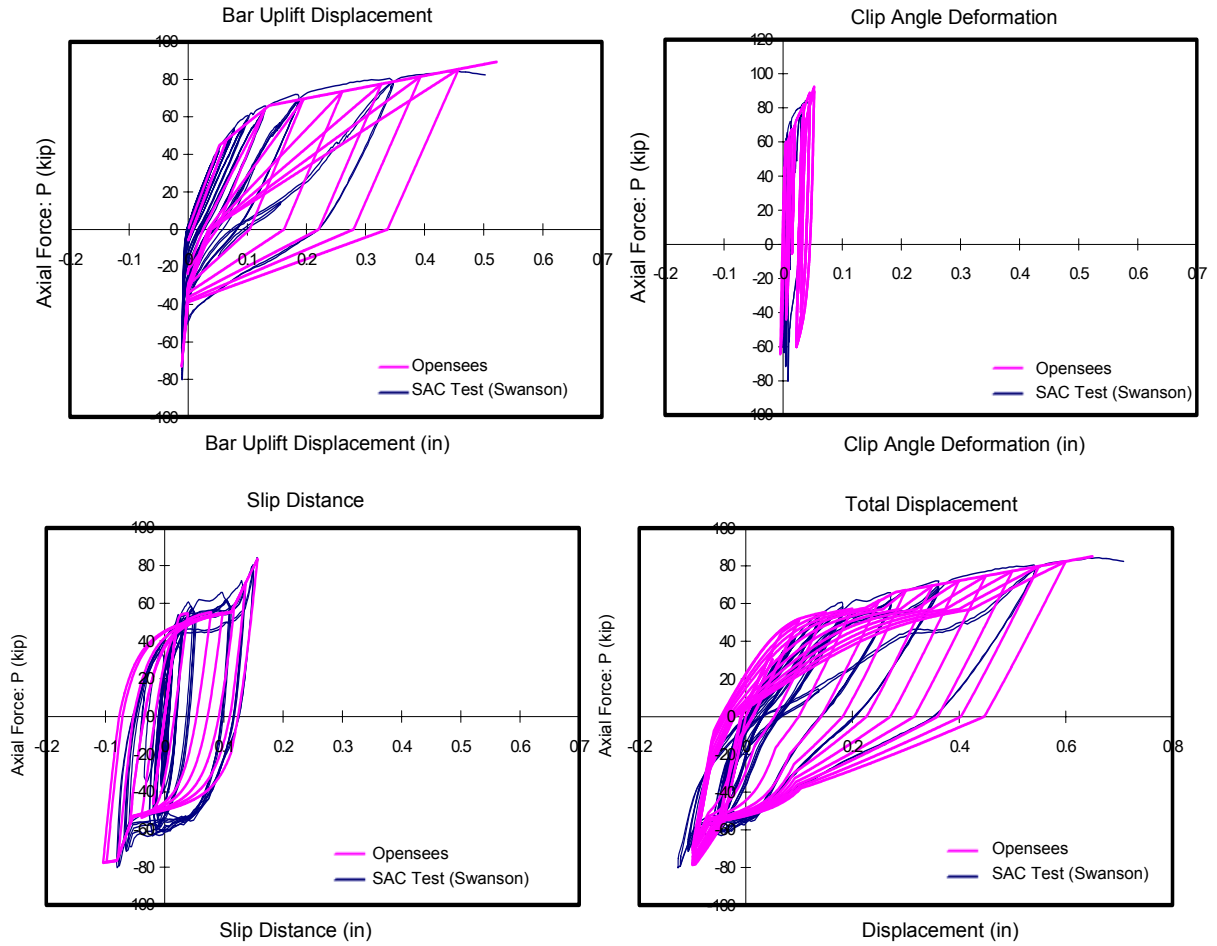 Bar Uplift Displacement
100
80
60
40
20
0
-20
-40
-60
-80
-100
-0.2 -0.1 0 0.1 0.2 0.3 0.4 0.5 0.6 0.7
Axial Force: P (kip)
Opensees
SAC Test (Swanson)
Bar Uplift Displacement (in)
Clip Angle Deformation
120
100
80
60
40
20
0
-20
-40
-60
-80
-100
-0.2 -0.1 0 0.1 0.2 0.3 0.4 0.5 0.6 0.7
Axial Force: P (kip)
Opensees
SAC Test (Swanson)
Clip Angle Deformation (in)
Slip Distance
100
80
60
40
20
0
-20
-40
-60
-80
-100
-0.2 -0.1 0 0.1 0.2 0.3 0.4 0.5 0.6 0.7
Axial Force: P (kip)
Opensees
SAC Test (Swanson)
Slip Distance (in)
Total Displacement
100
80
60
40
20
0
-20
-40
-60
-80
-100
-0.2 0 0.2 0.4 0.6 0.8
Axial Force: P (kip)
Opensees
SAC Test (Swanson)
Displacement (in)